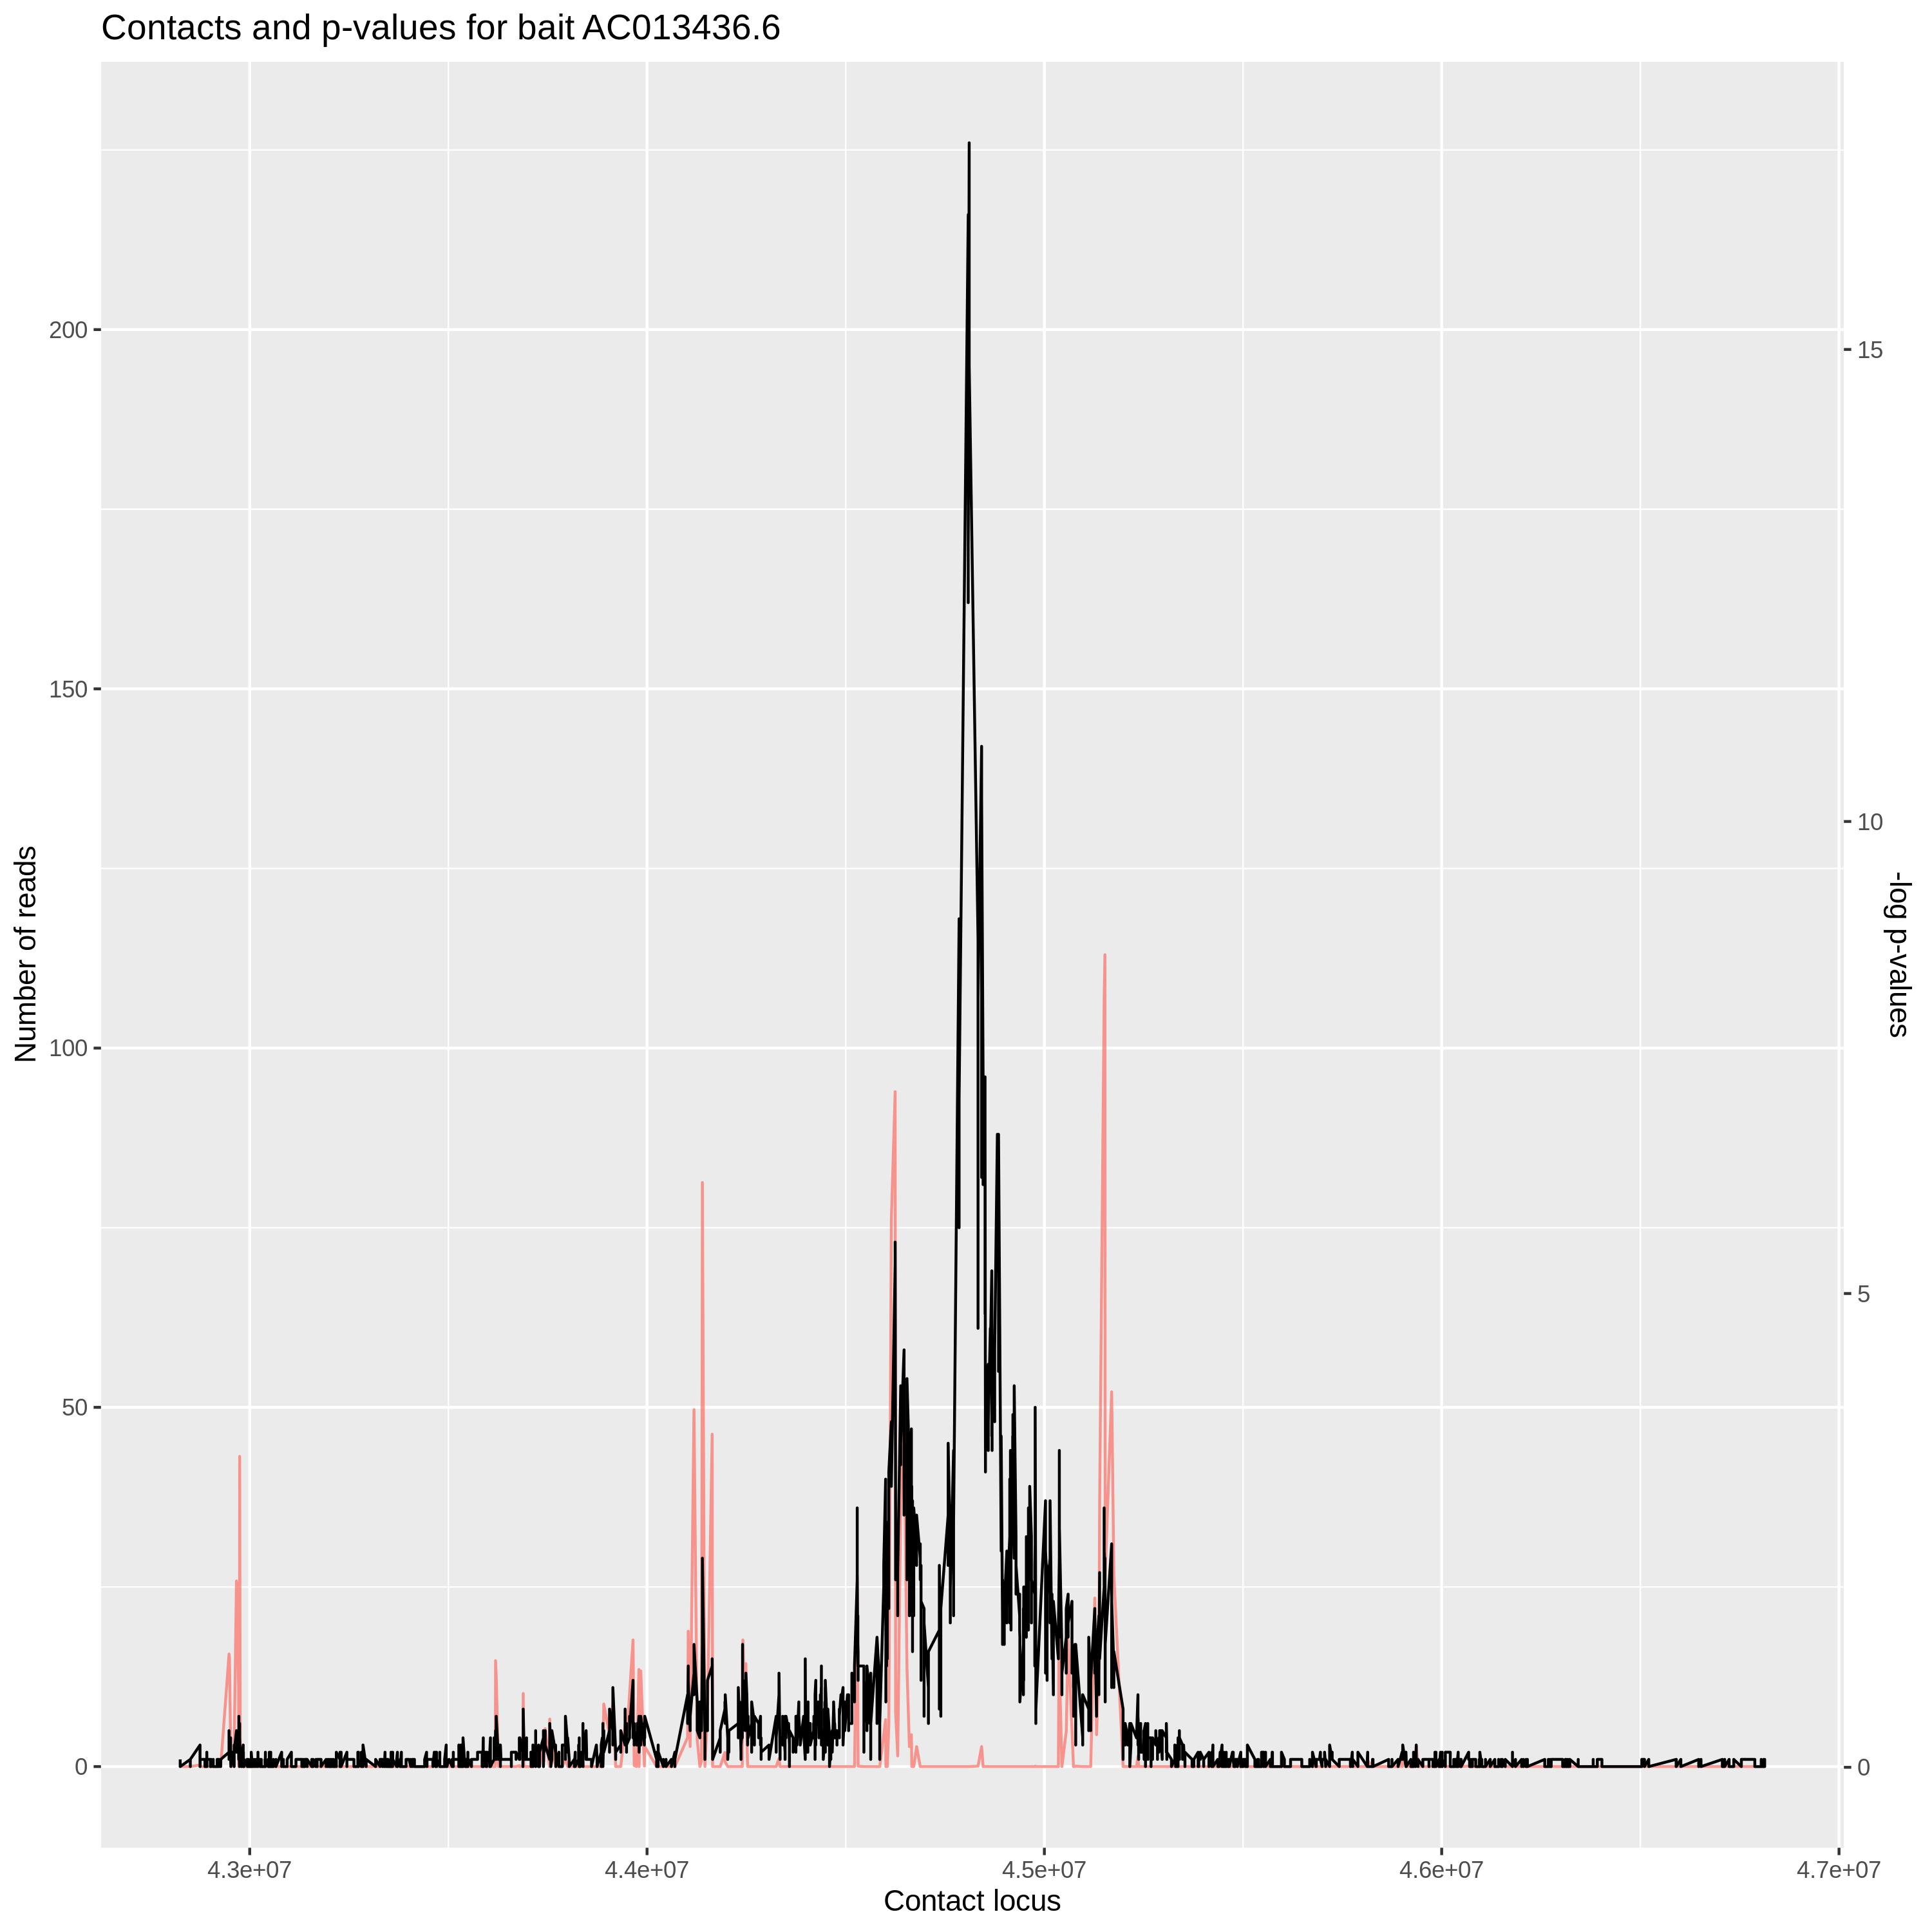 Contacts and p-values for bait AC013436.6
200
150
100
50
0
Number of reads
15
10
5
0
-log p-values
4.3e+07
4.4e+07
4.5e+07
4.6e+07
4.7e+07
Contact locus